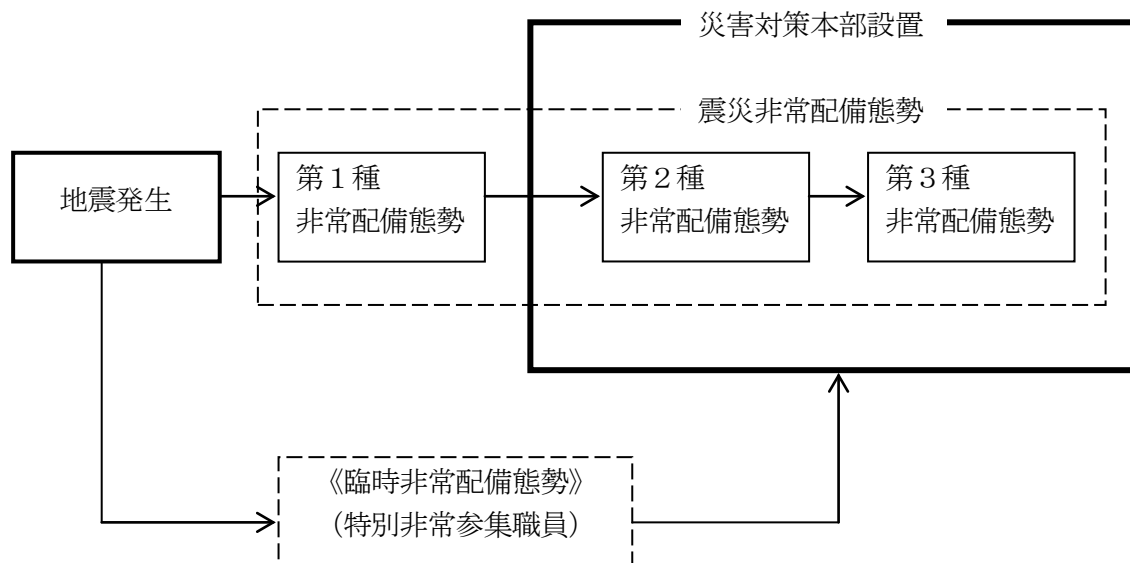 災害対策本部設置
震災非常配備態勢
地震発生
第１種
非常配備態勢
第２種
非常配備態勢
第３種
非常配備態勢
《臨時非常配備態勢》
（特別非常参集職員）